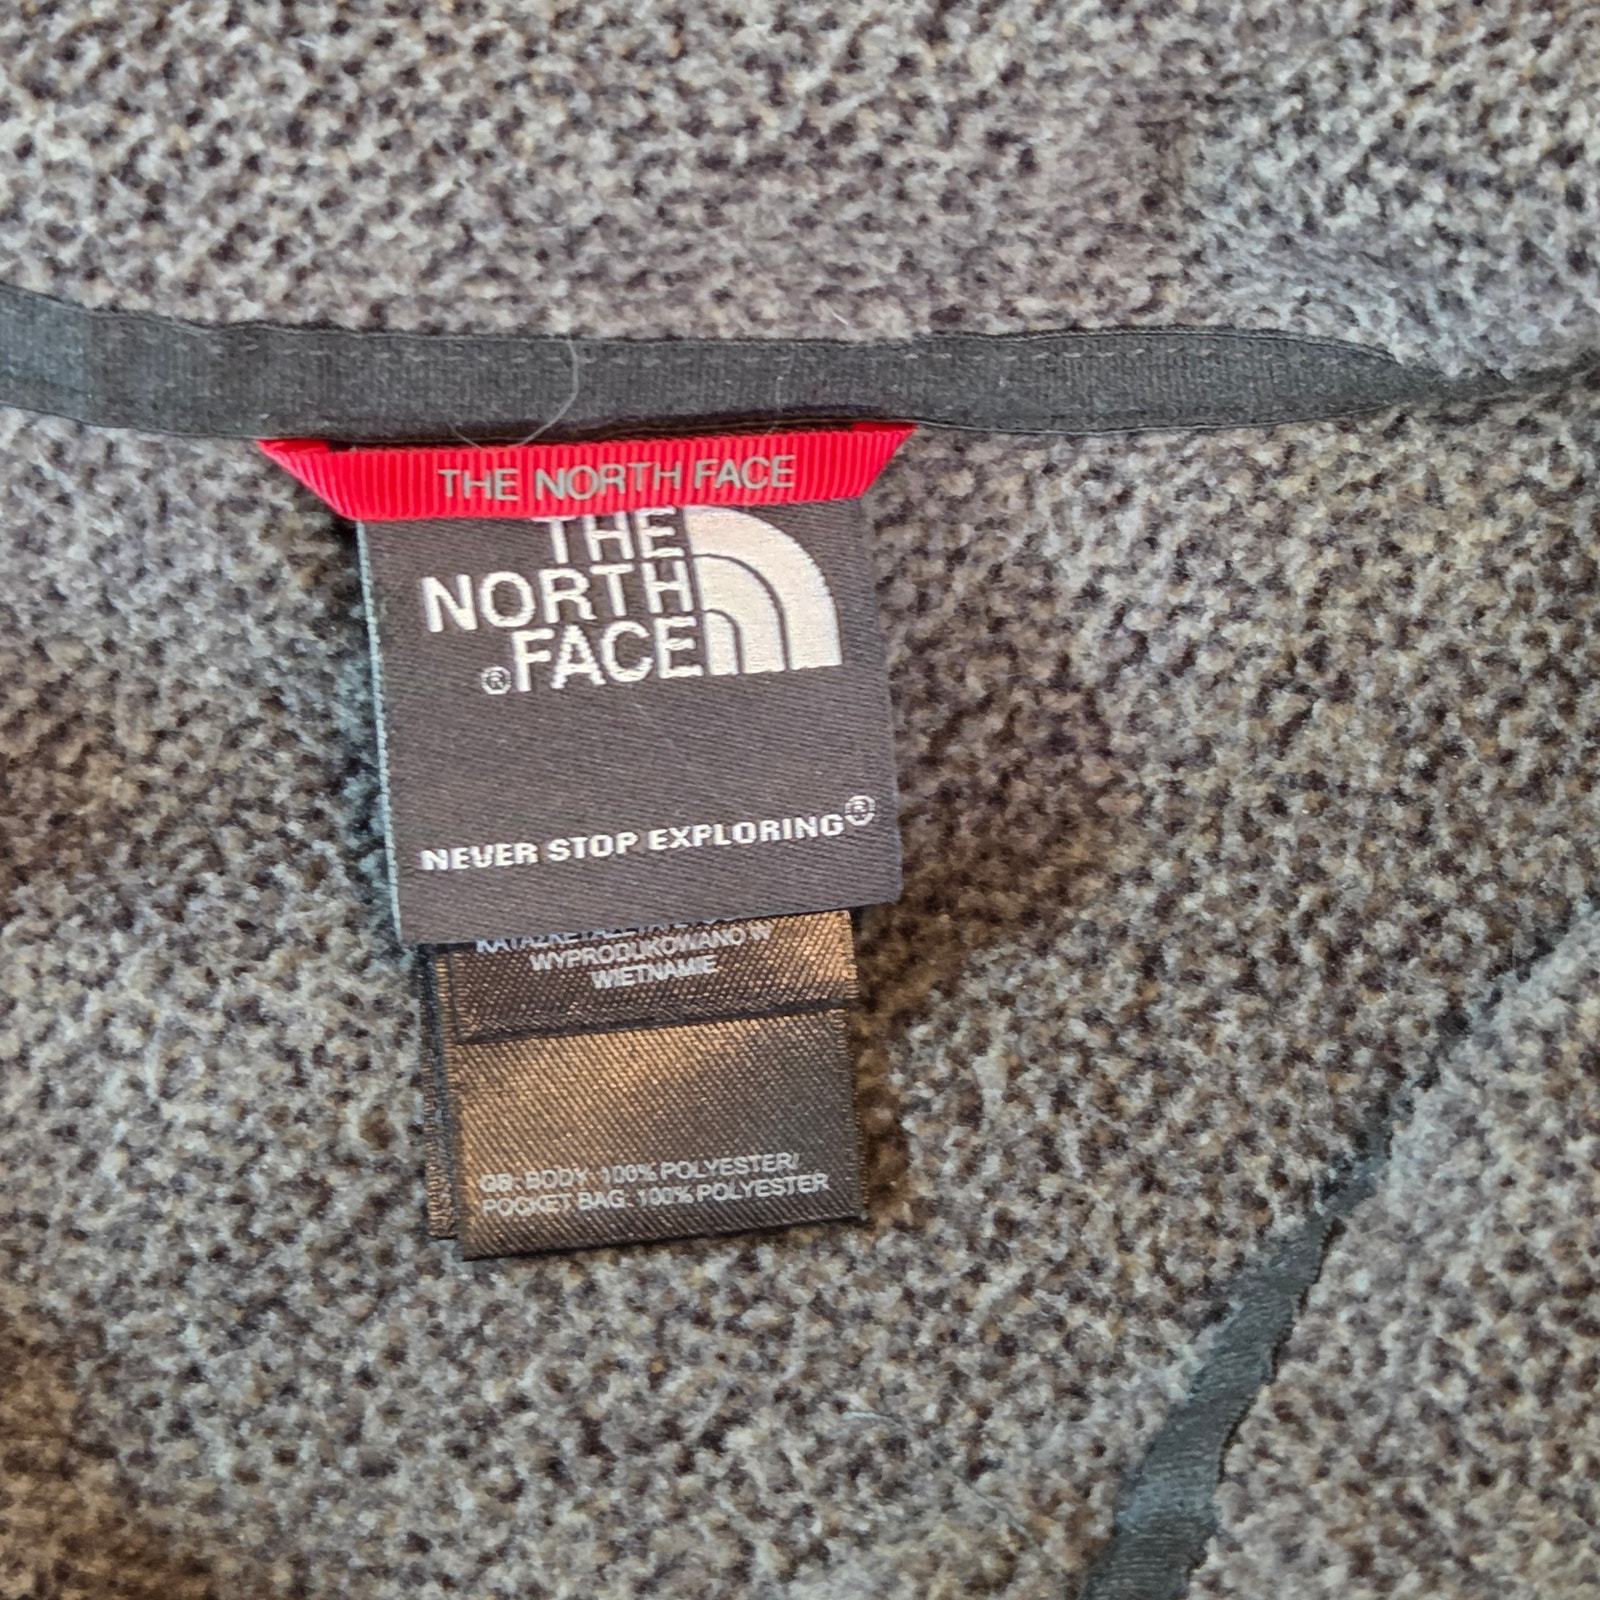 THE NORTH FACE
THE
NORTH
FACE
®
NEVER STOP EXPLORING®
WYPRODUKOWANO W
WIETNAMIE
GB: BODY: 100% POLYESTER/
POCKET BAG: 100% POLYESTER